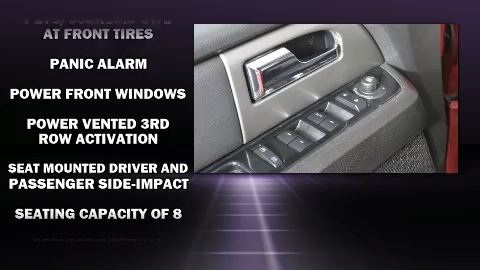 AT FRONT TIRES
PANIC ALARM
POWER FRONT WINDOWS
POWER VENTED 3RD
ROW ACTIVATION
SEAT MOUNTED DRIVER AND
PASSENGER SIDE-IMPACT
SEATING CAPACITY OF 8